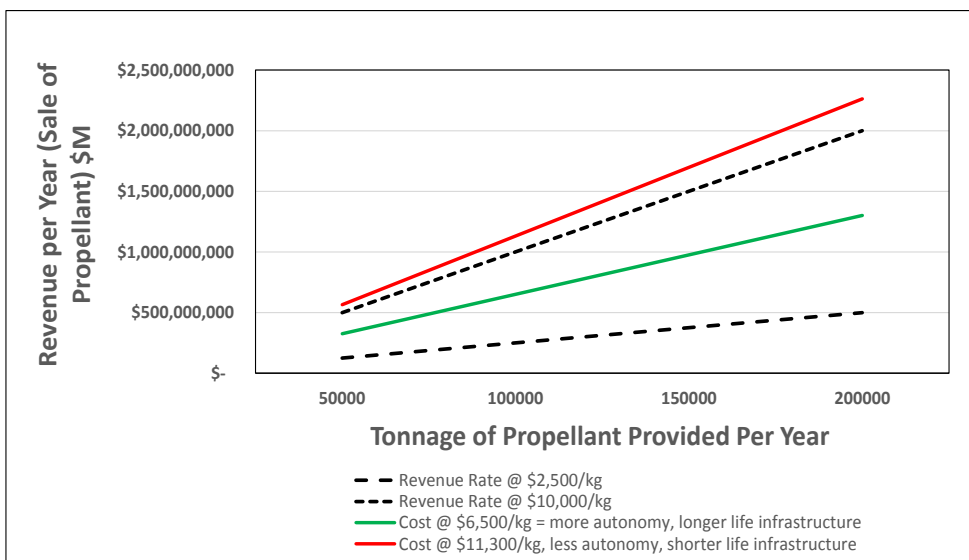 Revenue per Year (Sale of
Propellant) $M
$2,500,000,000
$2,000,000,000
$1,500,000,000
$1,000,000,000
$500,000,000
$-
50000 100000 150000 200000
Tonnage of Propellant Provided Per Year
Revenue Rate @ $2,500/kg
Revenue Rate @ $10,000/kg
Cost @ $6,500/kg = more autonomy, longer life infrastructure
Cost @ $11,300/kg, less autonomy, shorter life infrastructure